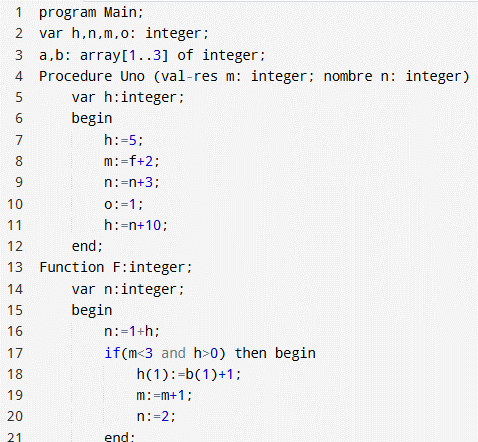 1 program Main;
2 var h,n,m,o: integer;
3 a,b: array[1..3] of integer;
4 Procedure Uno (val-res m: integer; nombre n: integer)
5 var h:integer;
6 begin
7 h:=5;
8 m:=f+2;
9 n:=n+3;
10 o:=1;
11 h:=n+10;
12 end;
13 Function F:integer;
14 var n:integer;
15 begin
16 n:=1+h;
17 if(m<3 and h>0) then begin
18 h(1):=b(1)+1;
19 m:=m+1;
20 n:=2;
21 end;